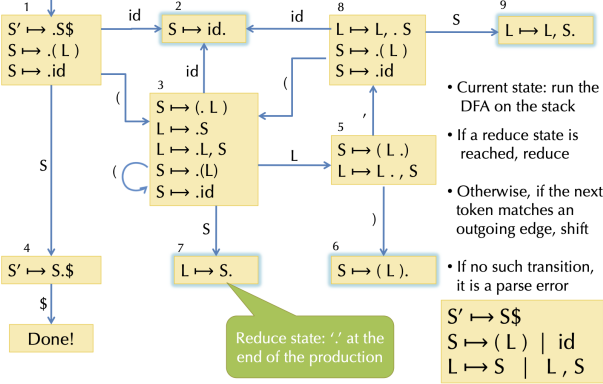 1
S′ ↦ .S$
S ↦ .( L )
S ↦ .id
id
2
S ↦ id.
id
8
L ↦ L, . S
S ↦ .( L )
S ↦ .id
S
9
L ↦ L, S.
(
id
(
3
S ↦ (. L )
L ↦ .S
L ↦ .L, S
S ↦ .(L)
S ↦ .id
(
L
5
S ↦ ( L .)
L ↦ L . , S
,
S
S
)
4
S′ ↦ S.$
$
Done!
7
L ↦ S.
6
S ↦ ( L ).
Reduce state: ‘.’ at the
end of the production
• Current state: run the
DFA on the stack
• If a reduce state is
reached, reduce
• Otherwise, if the next
token matches an
outgoing edge, shift
• If no such transition,
it is a parse error
S′ ↦ S$
S ↦ ( L ) | id
L ↦ S | L , S